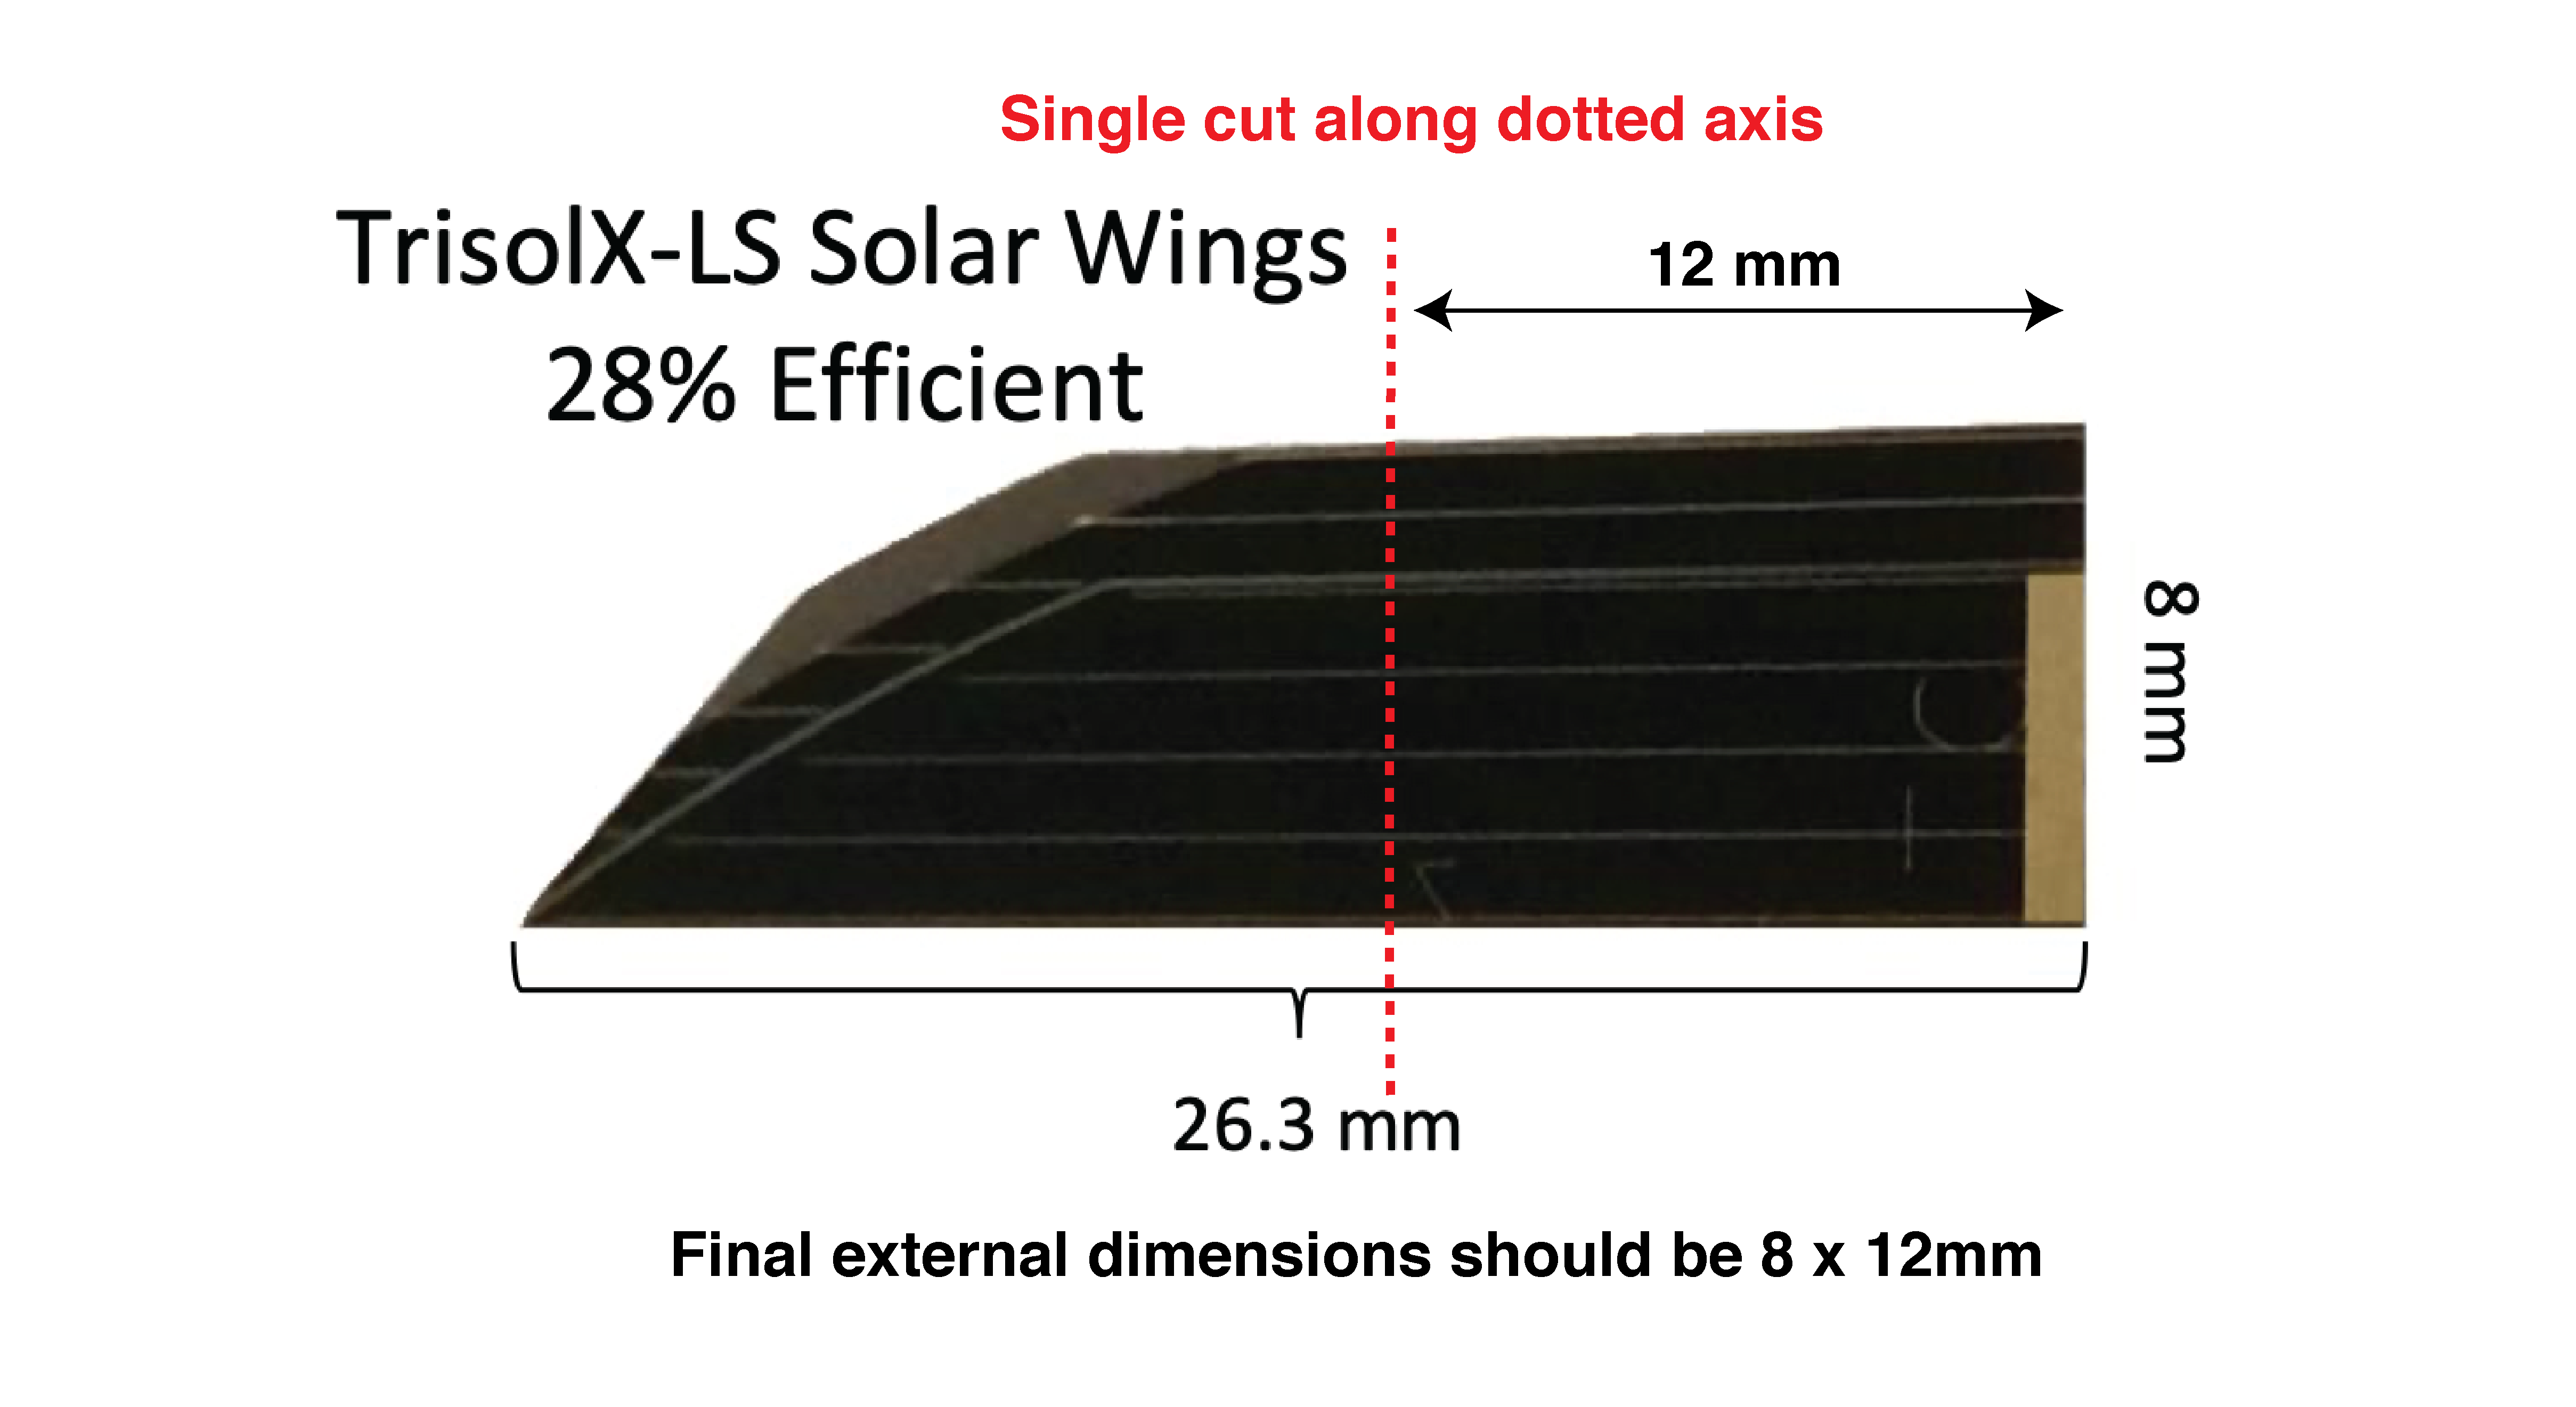 Single cut along dotted axis
TrisolX-LS Solar Wings
28% Efficient
12 mm
8 mm
26.3 mm
Final external dimensions should be 8 x 12mm